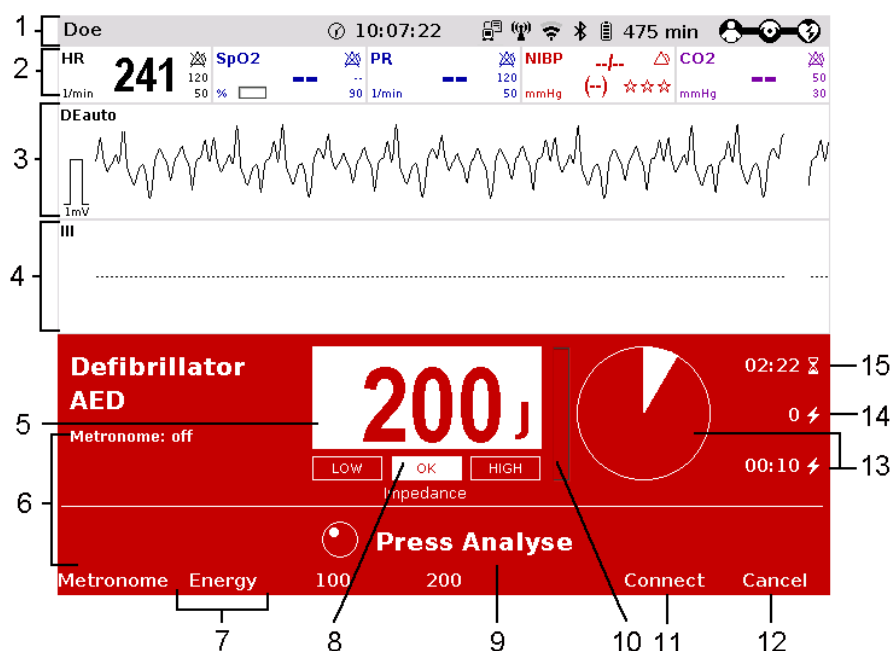 1 Doe 10:07:22 475 min
2 HR 241 120 50 1/min SpO2 -- -- 90 % PR -- 120 50 1/min NIBP --/-- (--) ☆☆☆ mmHg CO2 -- 50 30 mmHg
DEauto
3
1mV
III
4
Defibrillator
AED
200 J
02:22 15
0 14
5
Metronome: off
LOW OK HIGH
00:10 13
Impedance
6
Press Analyse
Metronome Energy 100 200 Connect Cancel
7 8 9 10 11 12